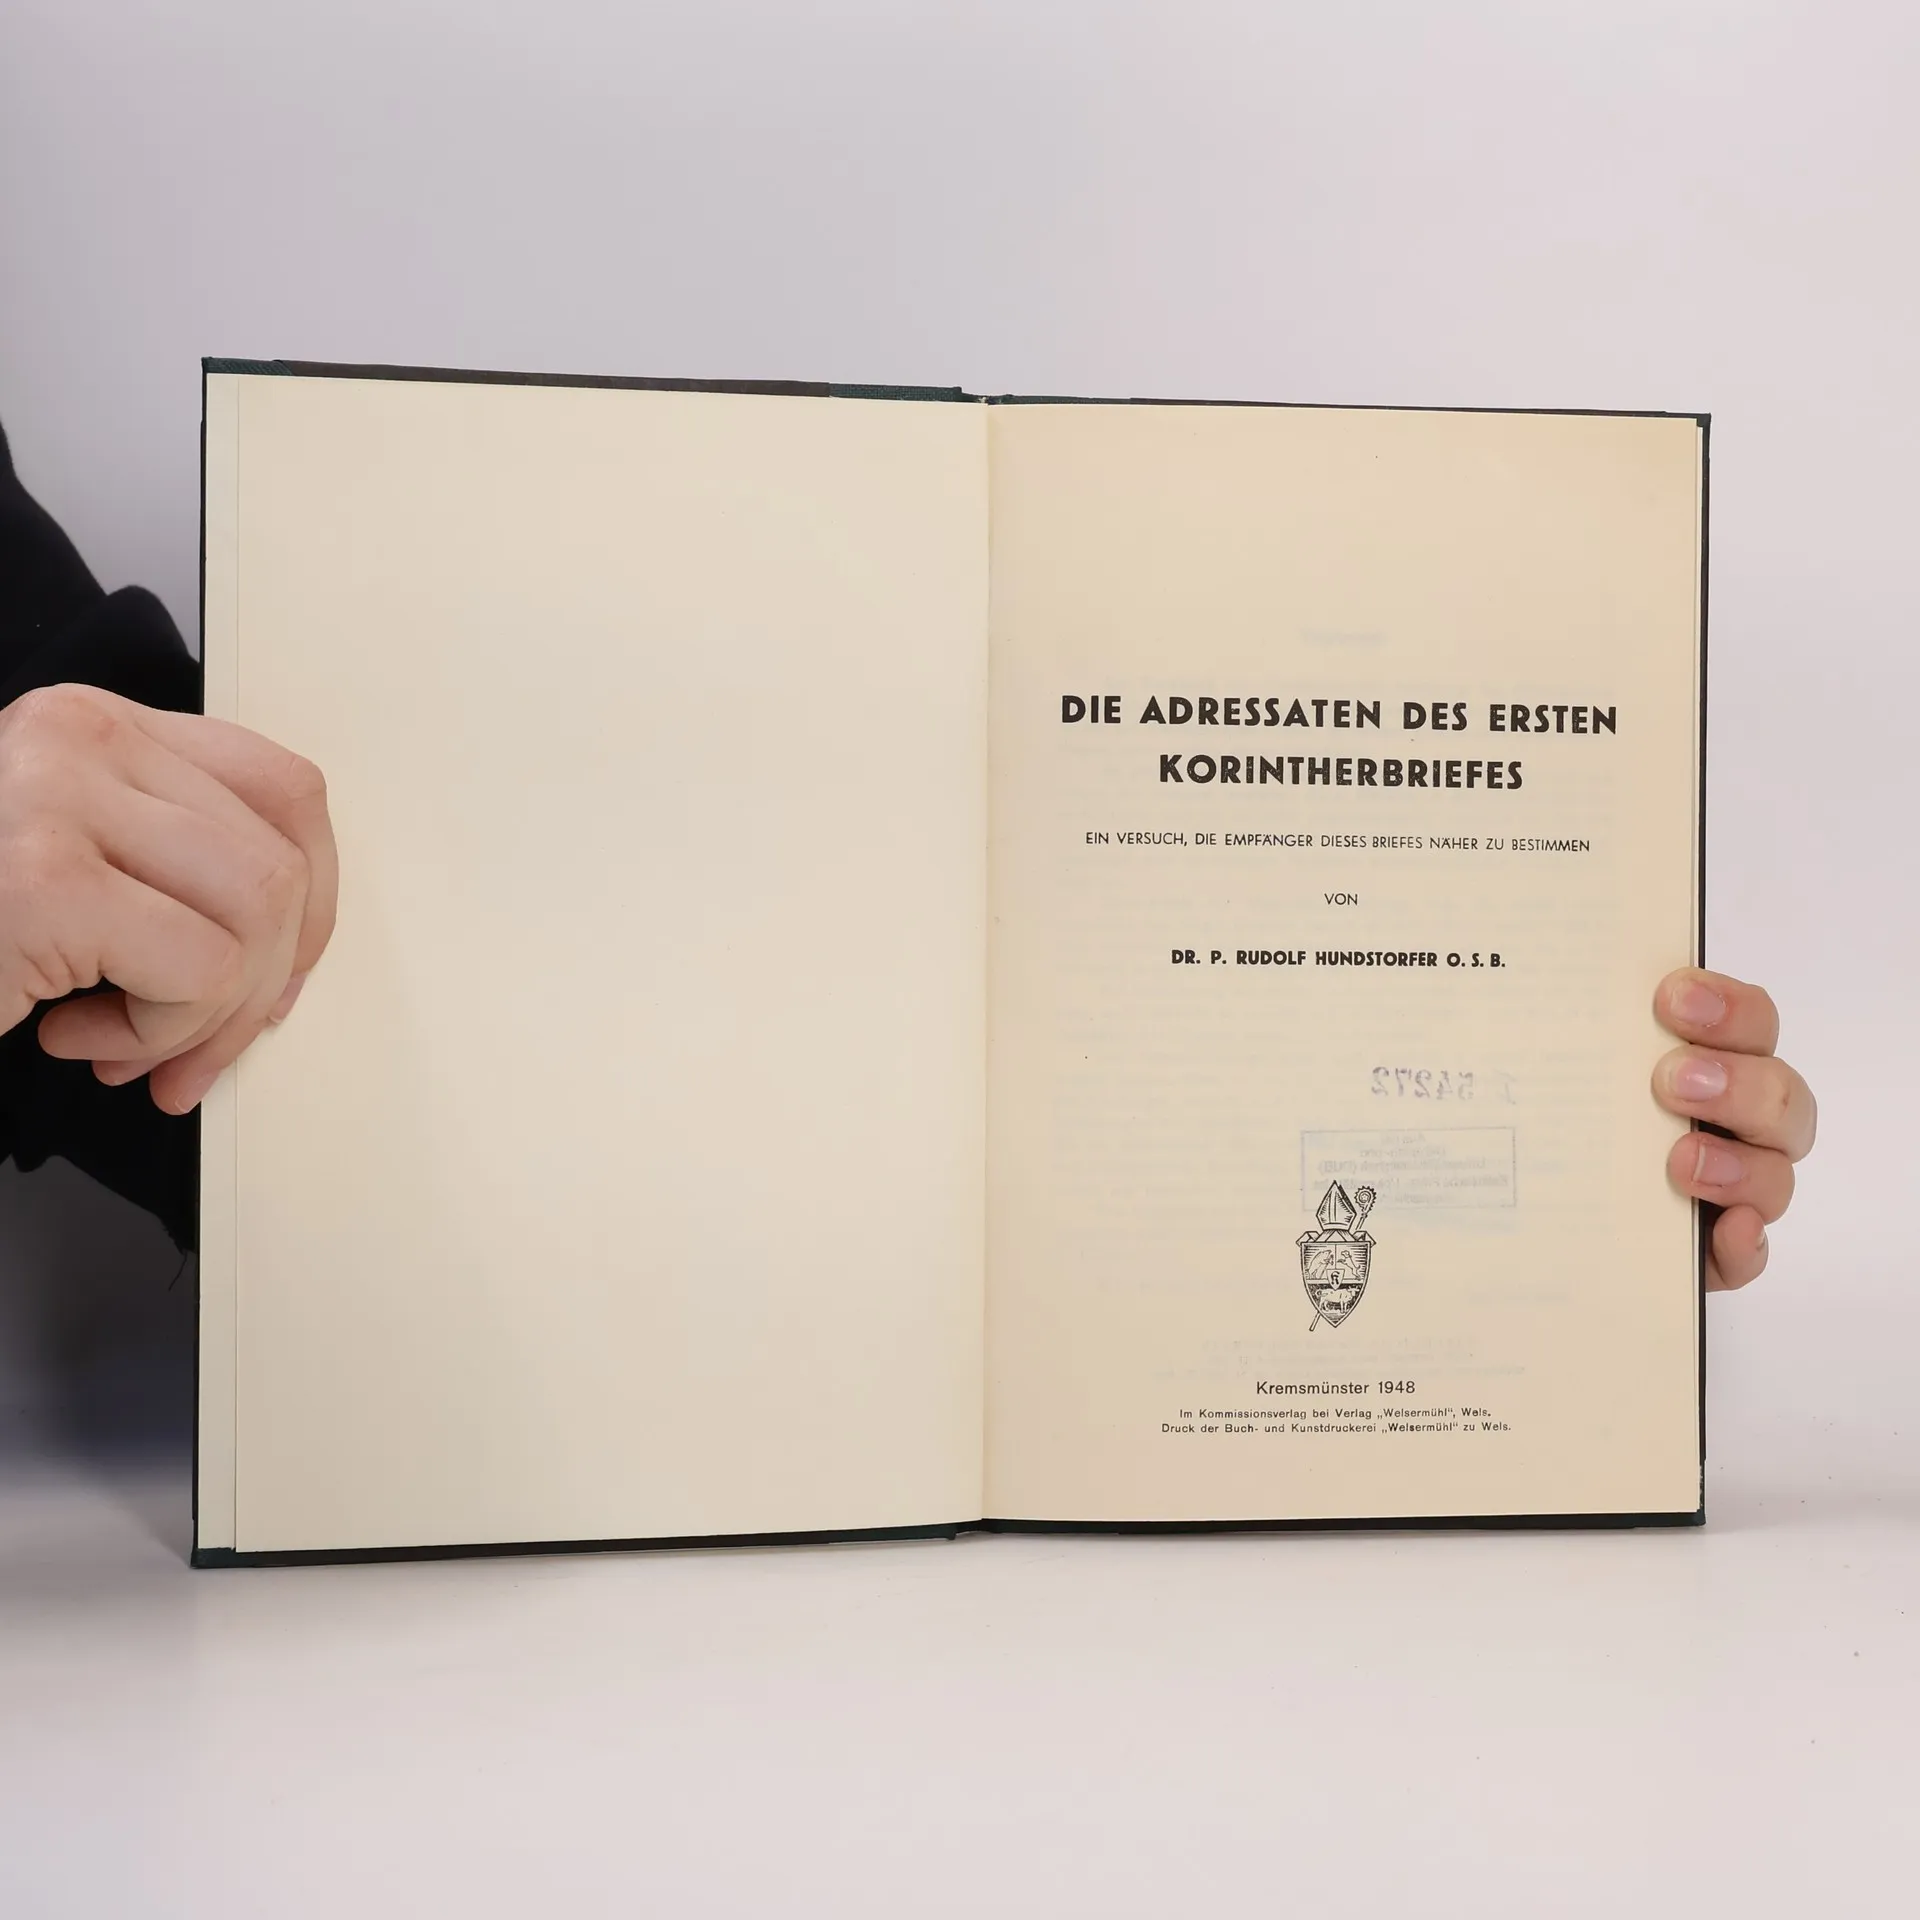 DIE ADRESSATEN DES ERSTEN
KORINTHERBRIEFES
EIN VERSUCH, DIE EMPFÄNGER DIESES BRIEFES NÄHER ZU BESTIMMEN
VON
DR. P. RUDOLF HUNDSTORFER O. S. B.
54272
Kremsmünster 1948
Im Kommissionsverlag bei Verlag „Welsermühl“, Wels.
Druck der Buch- und Kunstdruckerei „Welsermühl“ zu Wels.